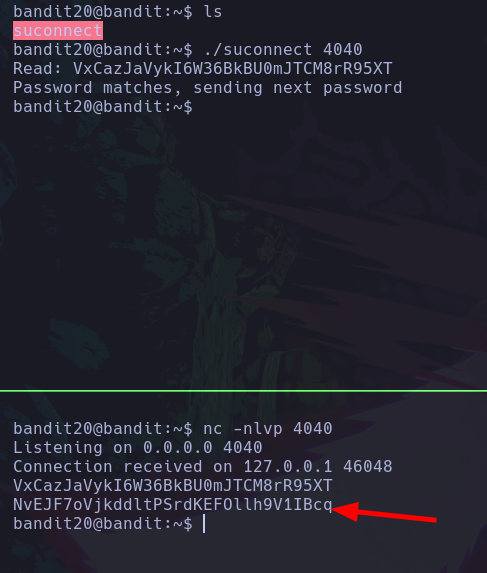 bandit20@bandit:~$ ls
suconnect
bandit20@bandit:~$ ./suconnect 4040
Read: VxCazJaVykI6W36BkBU0mJTCM8rR95XT
Password matches, sending next password
bandit20@bandit:~$
bandit20@bandit:~$ nc -nlvp 4040
Listening on 0.0.0.0 4040
Connection received on 127.0.0.1 46048
VxCazJaVykI6W36BkBU0mJTCM8rR95XT
NvEJF7oVjkddltPSrdKEFOllh9V1IBcq
bandit20@bandit:~$